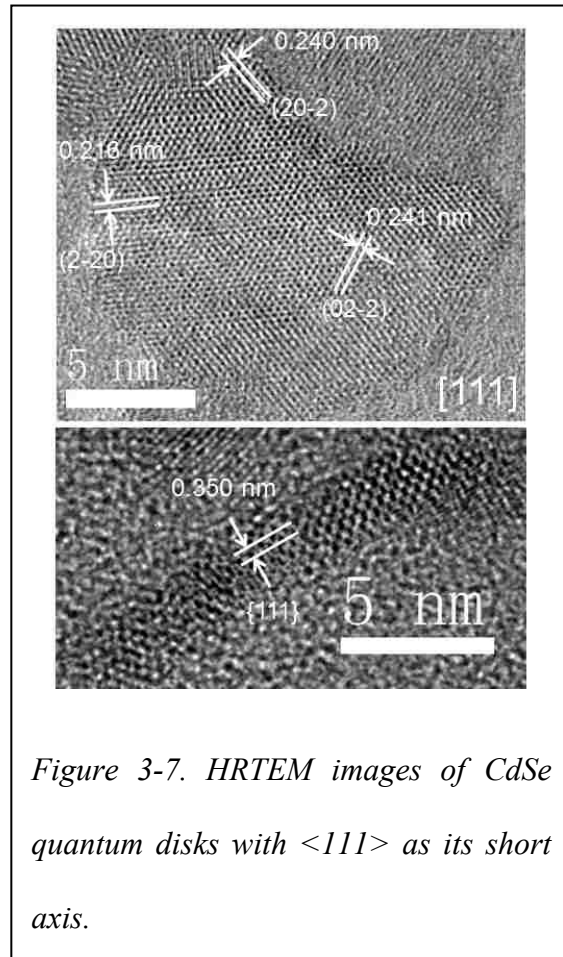 0.240 nm
(20-2)
0.216 nm
0.241 nm
(2-20)
(02-2)
5 nm
[111]
0.350 nm
{111}
5 nm
Figure 3-7. HRTEM images of CdSe
quantum disks with <111> as its short
axis.